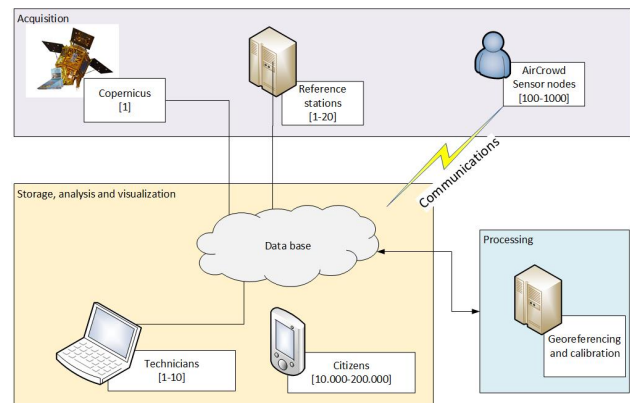 Acquisition
Copernicus
[1]
Reference
stations
[1-20]
AirCrowd
Sensor nodes
[100-1000]
Communications
Storage, analysis and visualization
Data base
Processing
Georeferencing
and calibration
Technicians
[1-10]
Citizens
[10.000-200.000]